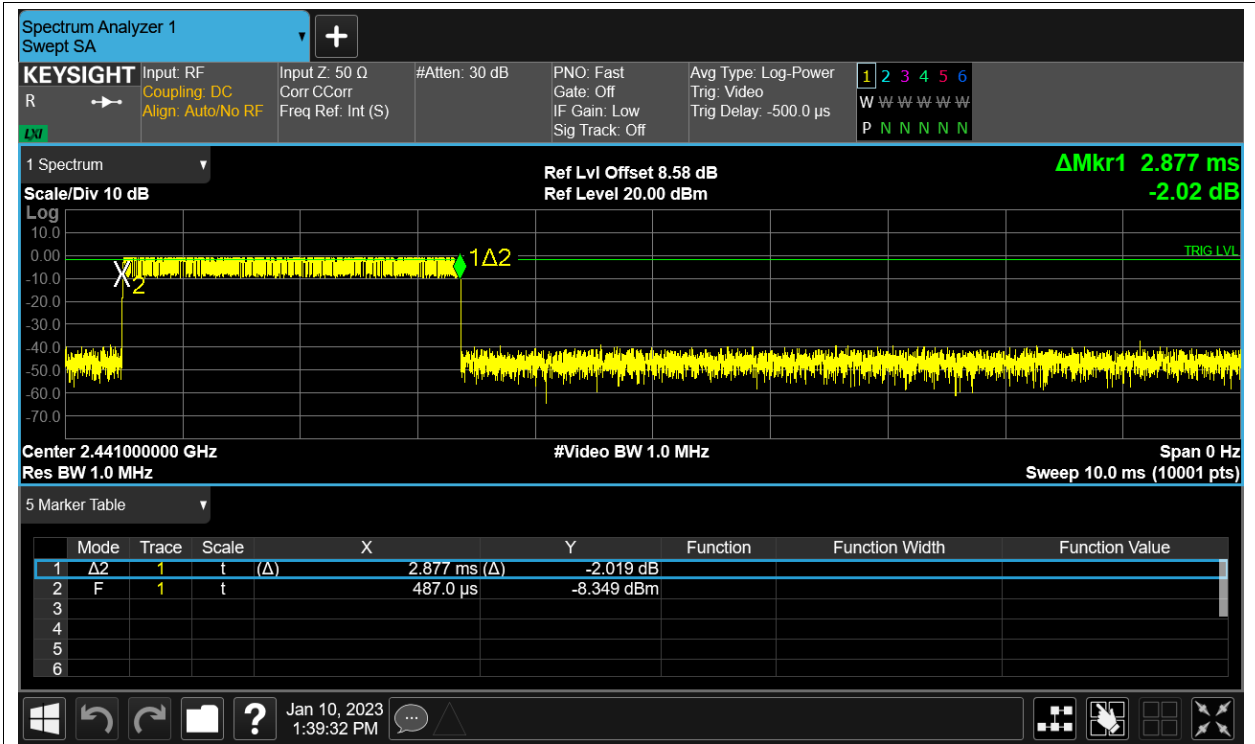 Spectrum Analyzer 1
Swept SA
KEYSIGHT Input: RF Input Z: 50 Ω #Atten: 30 dB PNO: Fast Avg Type: Log-Power 1 2 3 4 5 6
R Coupling: DC Corr CCorr Gate: Off Trig: Video W W W W W W
Align: Auto/No RF Freq Ref: Int (S) IF Gain: Low Trig Delay: -500.0 μs
LXI Sig Track: Off P N N N N N
1 Spectrum Ref Lvl Offset 8.58 dB ΔMkr1 2.877 ms
Scale/Div 10 dB Ref Level 20.00 dBm -2.02 dB
Log
10.0
0.00 1Δ2 TRIG LVL
-10.0 X2
-20.0
-30.0
-40.0
-50.0
-60.0
-70.0
Center 2.441000000 GHz #Video BW 1.0 MHz Span 0 Hz
Res BW 1.0 MHz Sweep 10.0 ms (10001 pts)
5 Marker Table
Mode Trace Scale X Y Function Function Width Function Value
1 Δ2 1 t (Δ) 2.877 ms (Δ) -2.019 dB
2 F 1 t 487.0 μs -8.349 dBm
3
4
5
6
? Jan 10, 2023
1:39:32 PM